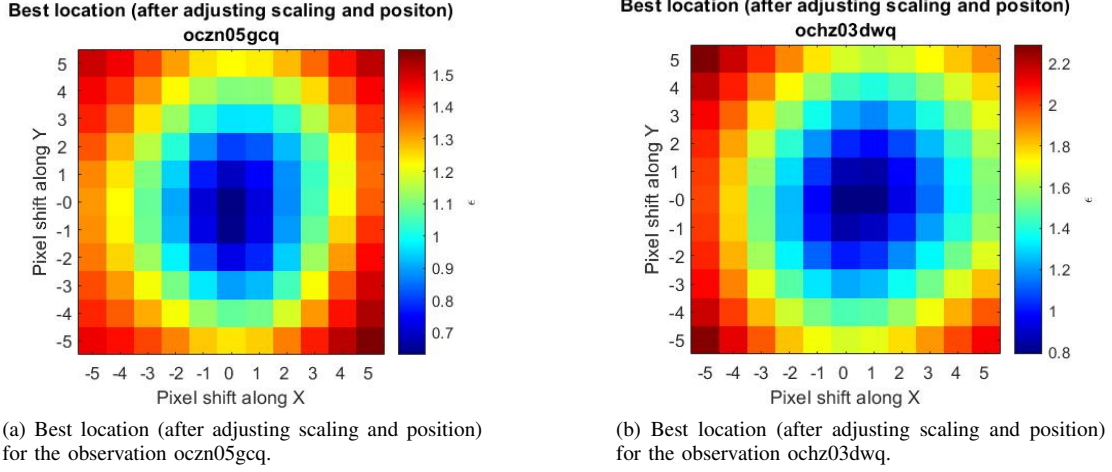 Best location (after adjusting scaling and positon)
oczn05gcq
5
4
3
2
1
-0
-1
-2
-3
-4
-5
Pixel shift along Y
-5 -4 -3 -2 -1 0 1 2 3 4 5
Pixel shift along X
1.5
1.4
1.3
1.2
1.1
1
0.9
0.8
0.7
ϵ
(a) Best location (after adjusting scaling and position)
for the observation oczn05gcq.
Best location (after adjusting scaling and positon)
ochz03dwq
5
4
3
2
1
-0
-1
-2
-3
-4
-5
Pixel shift along Y
-5 -4 -3 -2 -1 0 1 2 3 4 5
Pixel shift along X
2.2
2
1.8
1.6
1.4
1.2
1
0.8
ϵ
(b) Best location (after adjusting scaling and position)
for the observation ochz03dwq.